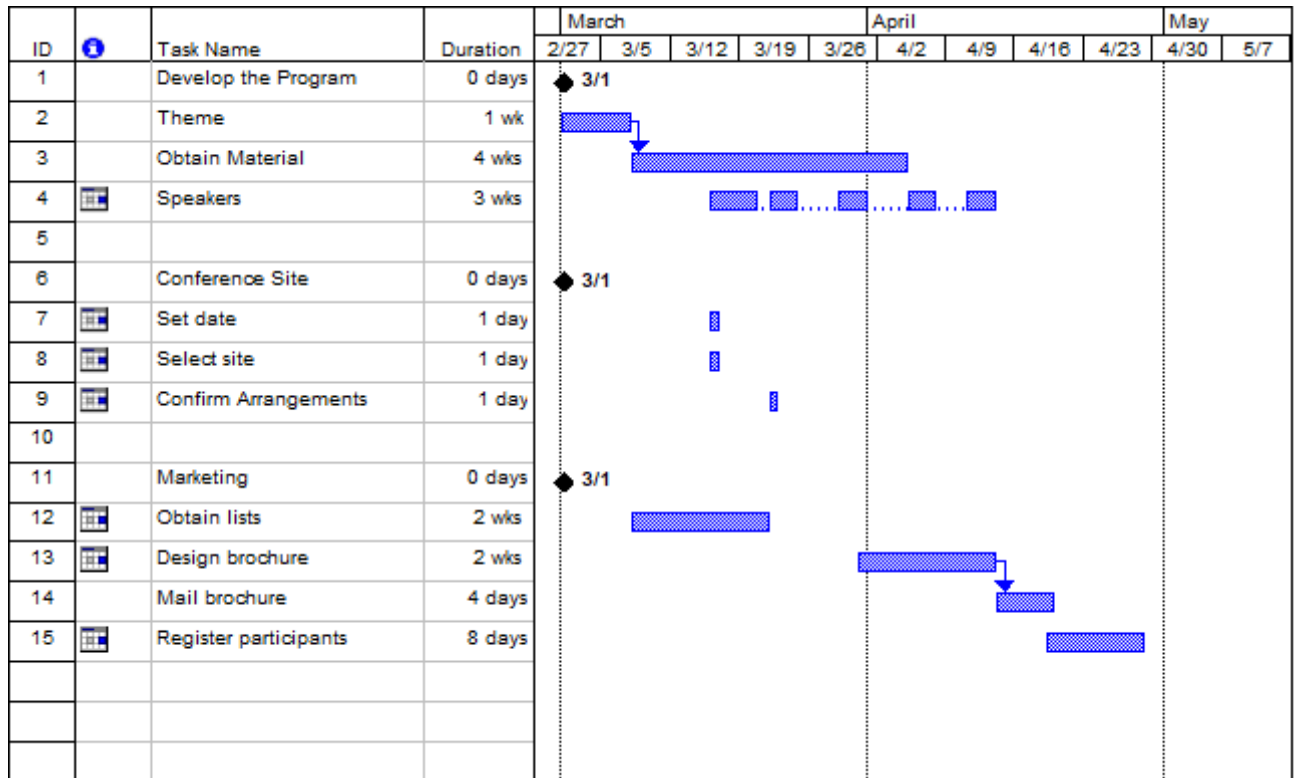 March April May
ID Task Name Duration 2/27 3/5 3/12 3/19 3/26 4/2 4/9 4/16 4/23 4/30 5/7
1 Develop the Program 0 days 3/1
2 Theme 1 wk
3 Obtain Material 4 wks
4 Speakers 3 wks
5
6 Conference Site 0 days 3/1
7 Set date 1 day
8 Select site 1 day
9 Confirm Arrangements 1 day
10
11 Marketing 0 days 3/1
12 Obtain lists 2 wks
13 Design brochure 2 wks
14 Mail brochure 4 days
15 Register participants 8 days